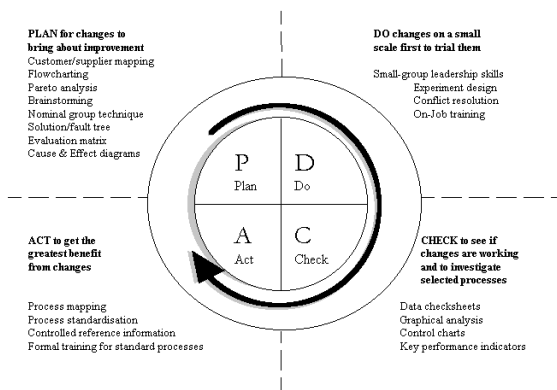 PLAN for changes to
bring about improvement
Customer/supplier mapping
Flowcharting
Pareto analysis
Brainstorming
Nominal group technique
Solution/fault tree
Evaluation matrix
Cause & Effect diagrams
DO changes on a small
scale first to trial them
Small-group leadership skills
Experiment design
Conflict resolution
On-Job training
P
Plan
D
Do
A
Act
C
Check
ACT to get the
greatest benefit
from changes
Process mapping
Process standardisation
Controlled reference information
Formal training for standard processes
CHECK to see if
changes are working
and to investigate
selected processes
Data checksheets
Graphical analysis
Control charts
Key performance indicators